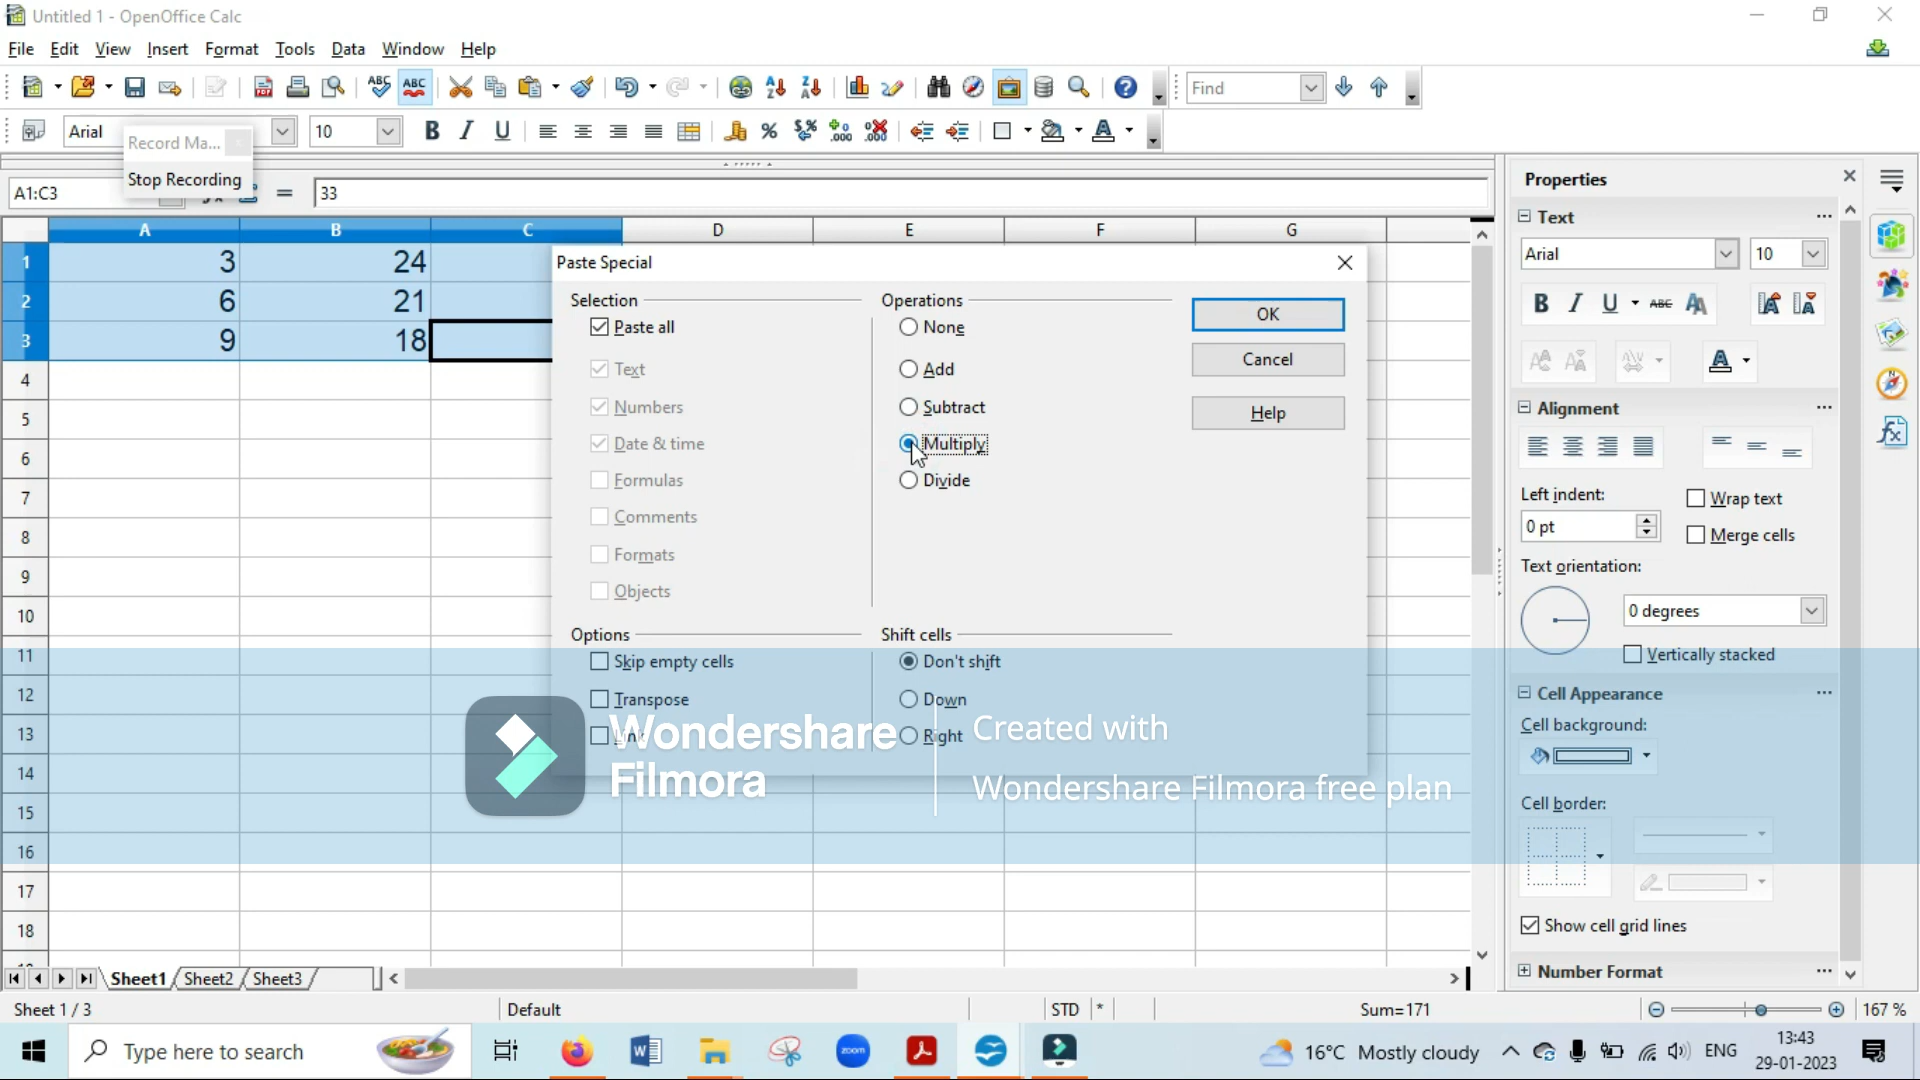 Untitled 1 - OpenOffice Calc
File Edit View Insert Format Tools Data Window Help
Find
Arial 10
Record Ma...
Stop Recording
A1:C3 = 33
A B C D E F G
1 3 24
2 6 21
3 9 18
4
5
6
7
8
9
10
11
12
13
14
15
16
17
18
Paste Special
Selection
Paste all
Text
Numbers
Date & time
Formulas
Comments
Formats
Objects
Operations
None
Add
Subtract
Multiply
Divide
OK
Cancel
Help
Options
Skip empty cells
Transpose
Shift cells
Don't shift
Down
Right
Wondershare
Filmora
Created with
Wondershare Filmora free plan
Properties
Text
Arial 10
Alignment
Left indent:
0 pt
Wrap text
Merge cells
Text orientation:
0 degrees
Vertically stacked
Cell Appearance
Cell background:
Cell border:
Show cell grid lines
Number Format
Sheet1 Sheet2 Sheet3
Sheet 1 / 3 Default STD * Sum=171 167 %
Type here to search
zoom
16°C Mostly cloudy ENG
13:43
29-01-2023